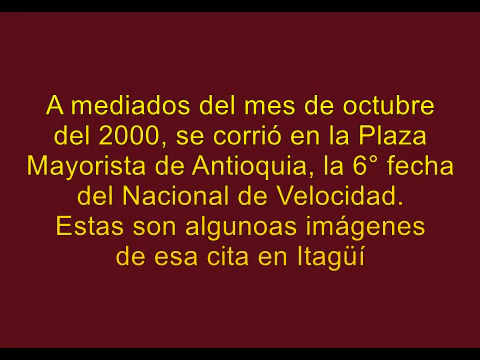 A mediados del mes de octubre
del 2000, se corrió en la Plaza
Mayorista de Antioquia, la 6° fecha
del Nacional de Velocidad.
Estas son algunoas imágenes
de esa cita en Itagüí